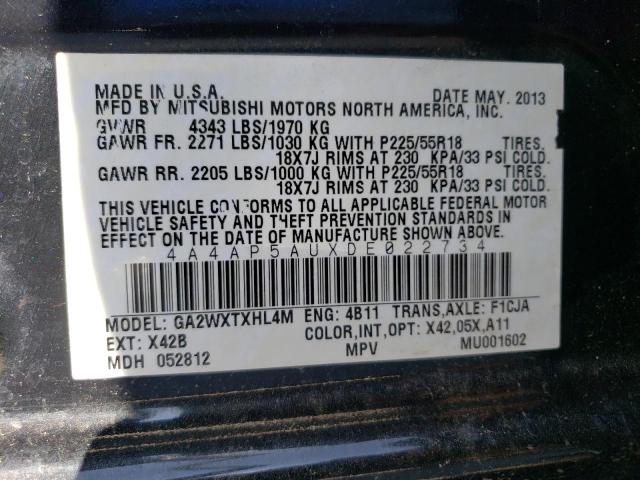 MADE IN U.S.A. DATE MAY. 2013
MFD BY MITSUBISHI MOTORS NORTH AMERICA, INC.
GVWR 4343 LBS/1970 KG
GAWR FR. 2271 LBS/1030 KG WITH P225/55R18 TIRES.
18X7J RIMS AT 230 KPA/33 PSI COLD.
GAWR RR. 2205 LBS/1000 KG WITH P225/55R18 TIRES.
18X7J RIMS AT 230 KPA/33 PSI COLD.
THIS VEHICLE CONFORMS TO ALL APPLICABLE FEDERAL MOTOR
VEHICLE SAFETY AND THEFT PREVENTION STANDARDS IN
EFFECT ON THE DATE OF MANUFACTURE SHOWN ABOVE.
4A4AP5AUXDE022734
MODEL: GA2WXTXHL4M ENG: 4B11 TRANS,AXLE: F1CJA
EXT: X42B COLOR,INT,OPT: X42,05X,A11
MDH 052812 MPV MU001602